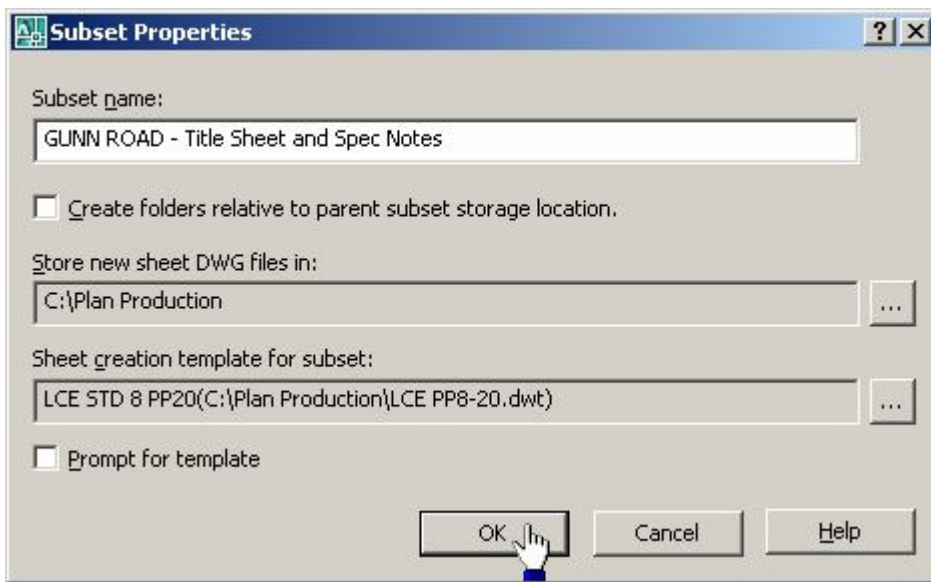 Subset Properties
Subset name:
GUNN ROAD - Title Sheet and Spec Notes
Create folders relative to parent subset storage location.
Store new sheet DWG files in:
C:\Plan Production
...
Sheet creation template for subset:
LCE STD 8 PP20(C:\Plan Production\LCE PP8-20.dwt)
...
Prompt for template
OK Cancel Help